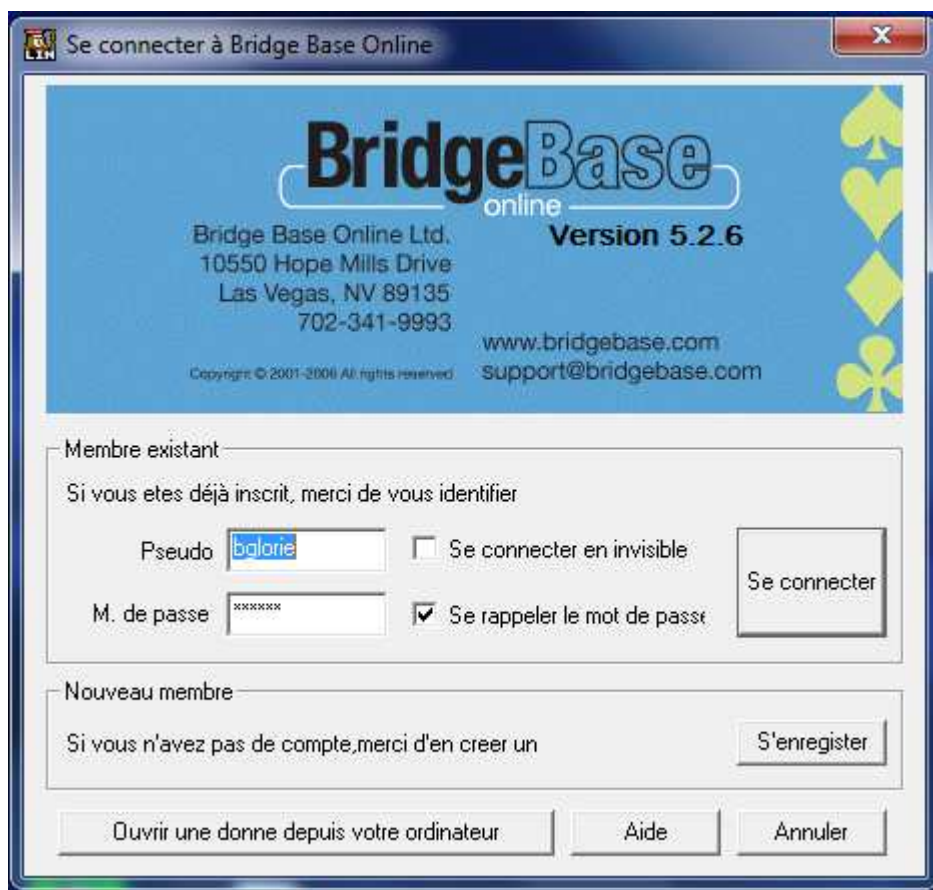 Se connecter à Bridge Base Online
BridgeBase
online
Version 5.2.6
Bridge Base Online Ltd.
10550 Hope Mills Drive
Las Vegas, NV 89135
702-341-9993
www.bridgebase.com
Copyright © 2001-2006 All rights reserved
support@bridgebase.com
Membre existant
Si vous etes déjà inscrit, merci de vous identifier
Pseudo bglorie Se connecter en invisible
Se connecter
M. de passe ****** Se rappeler le mot de passe
Nouveau membre
Si vous n'avez pas de compte,merci d'en creer un S'enregister
Ouvrir une donne depuis votre ordinateur Aide Annuler